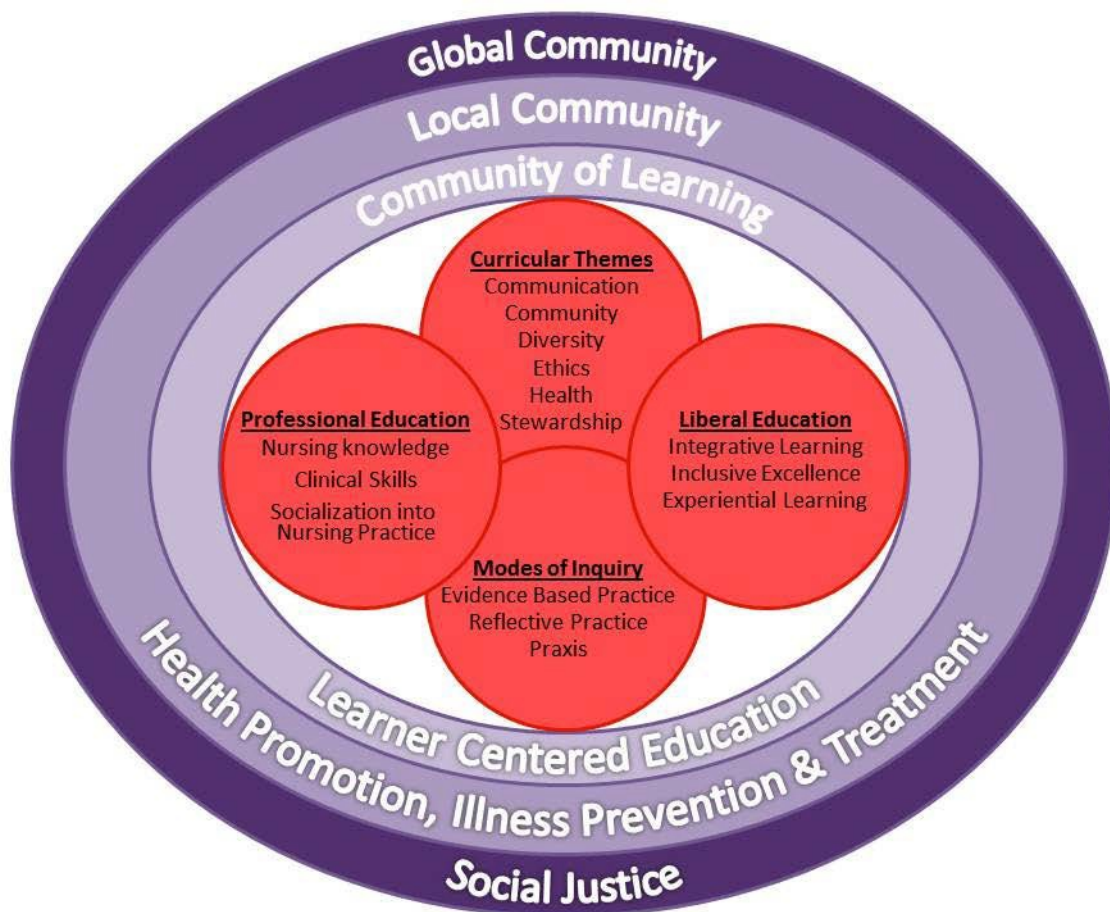 Global Community
Local Community
Community of Learning
Curricular Themes
Communication
Community
Diversity
Ethics
Health
Stewardship
Professional Education
Nursing knowledge
Clinical Skills
Socialization into
Nursing Practice
Liberal Education
Integrative Learning
Inclusive Excellence
Experiential Learning
Modes of Inquiry
Evidence Based Practice
Reflective Practice
Praxis
Learner Centered Education
Health Promotion, Illness Prevention & Treatment
Social Justice